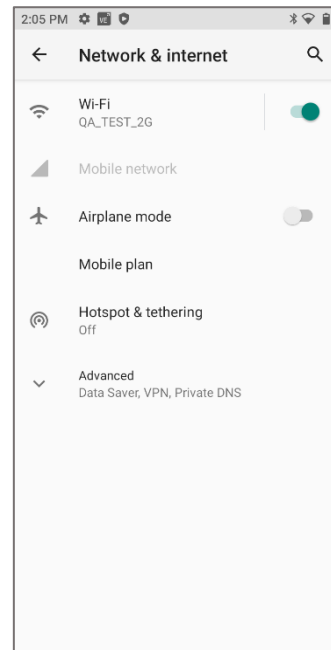 2:05 PM
Network & internet
Wi-Fi
QA_TEST_2G
Mobile network
Airplane mode
Mobile plan
Hotspot & tethering
Off
Advanced
Data Saver, VPN, Private DNS